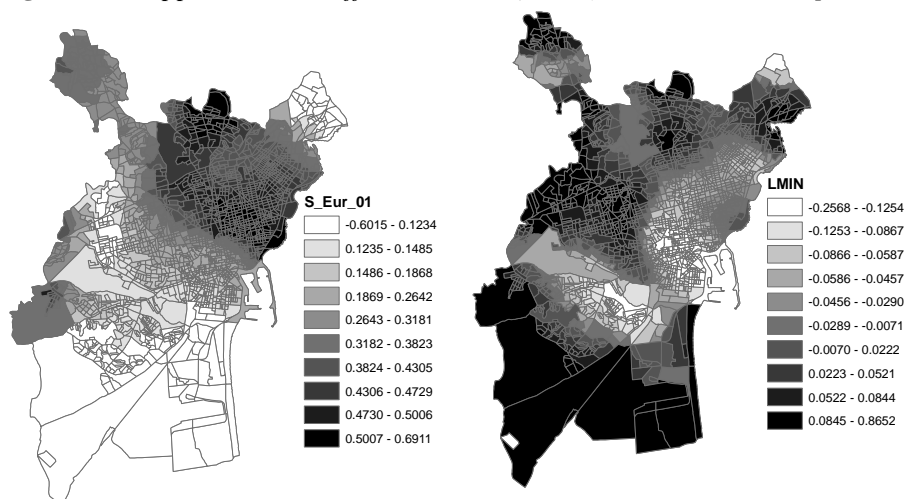 S_Eur_01
-0.6015 - 0.1234
0.1235 - 0.1485
0.1486 - 0.1868
0.1869 - 0.2642
0.2643 - 0.3181
0.3182 - 0.3823
0.3824 - 0.4305
0.4306 - 0.4729
0.4730 - 0.5006
0.5007 - 0.6911
LMIN
-0.2568 - -0.1254
-0.1253 - -0.0867
-0.0866 - -0.0587
-0.0586 - -0.0457
-0.0456 - -0.0290
-0.0289 - -0.0071
-0.0070 - 0.0222
0.0223 - 0.0521
0.0522 - 0.0844
0.0845 - 0.8652